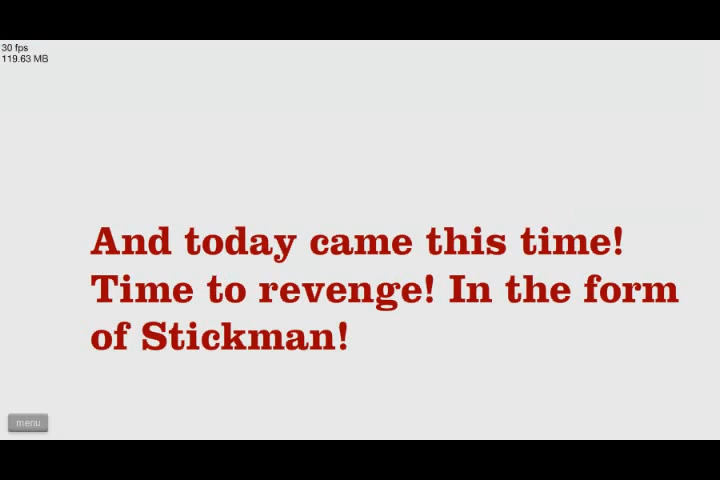 30 fps
119.63 MB
And today came this time!
Time to revenge! In the form
of Stickman!
menu